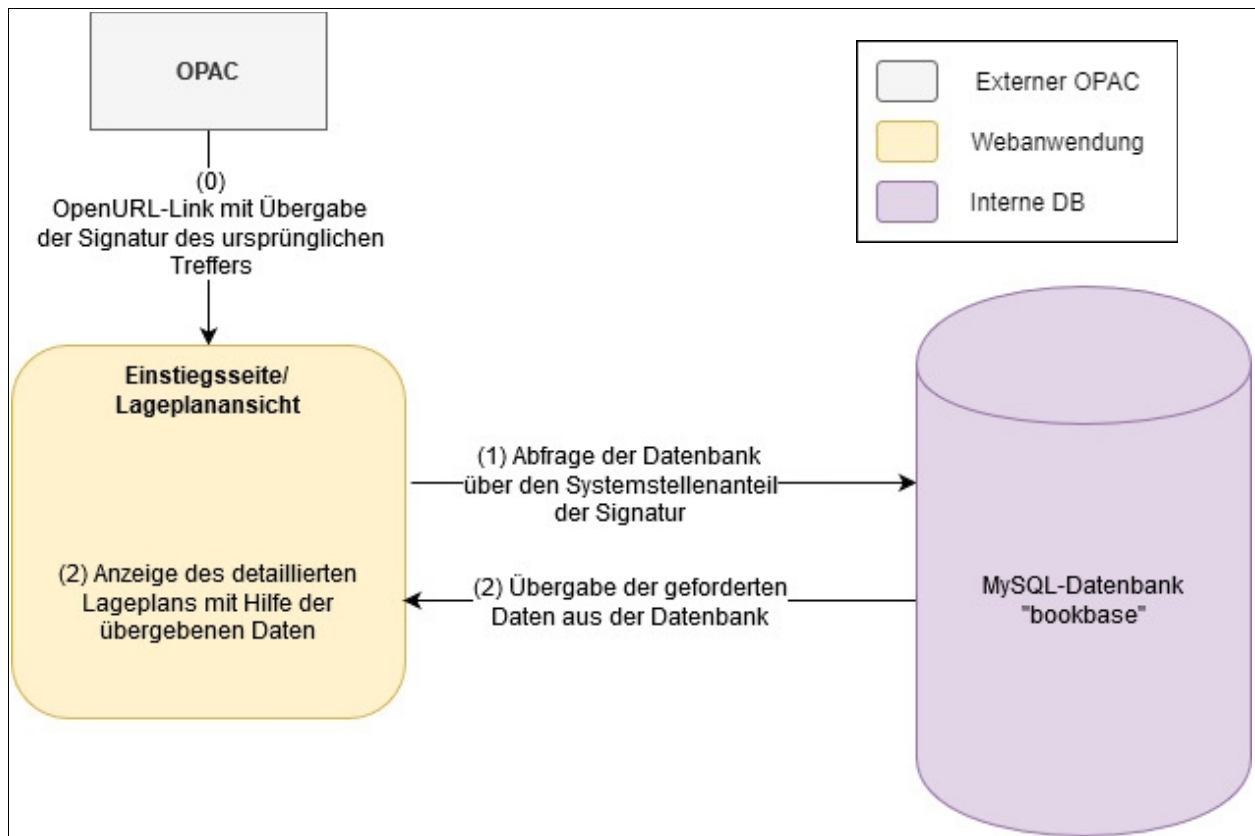 OPAC
Externer OPAC
Webanwendung
Interne DB
(0)
OpenURL-Link mit Übergabe
der Signatur des ursprünglichen
Treffers
Einstiegsseite/
Lageplanansicht
(1) Abfrage der Datenbank
über den Systemstellenanteil
der Signatur
(2) Anzeige des detaillierten
Lageplans mit Hilfe der
übergebenen Daten
(2) Übergabe der geforderten
Daten aus der Datenbank
MySQL-Datenbank
"bookbase"